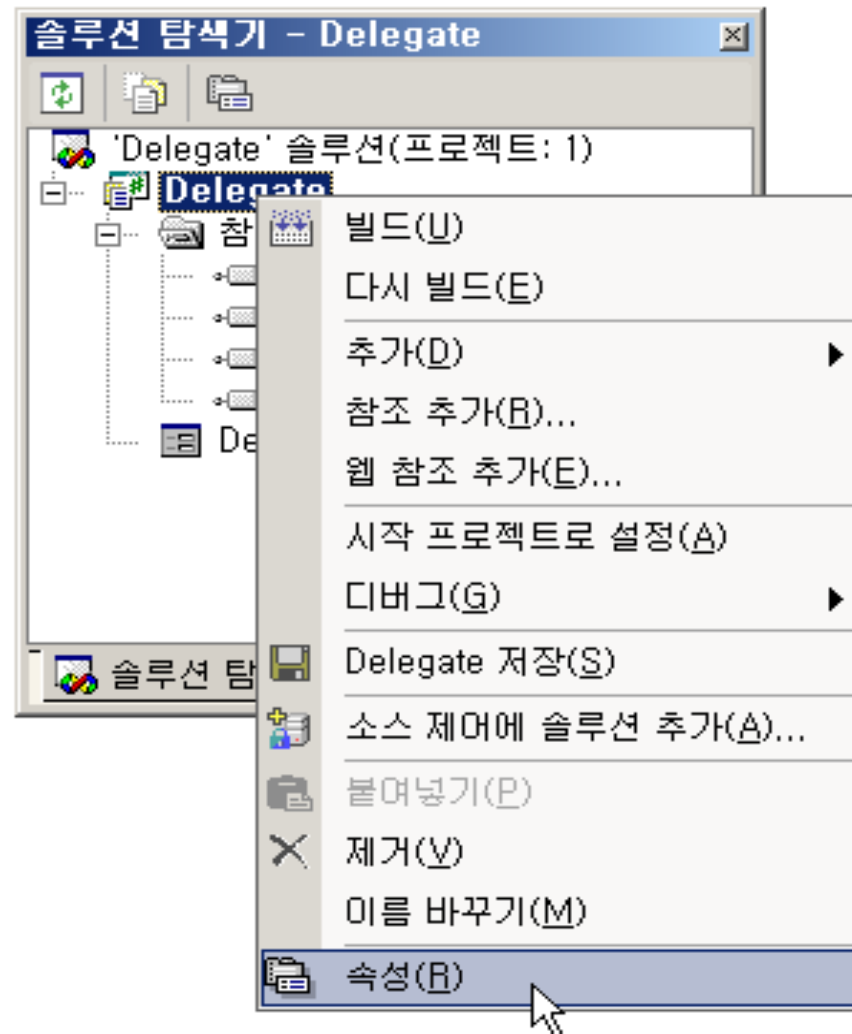 솔루션 탐색기 - Delegate
'Delegate' 솔루션(프로젝트: 1)
Delegate
참
De
솔루션 탐
빌드(U)
다시 빌드(E)
추가(D)
참조 추가(R)...
웹 참조 추가(E)...
시작 프로젝트로 설정(A)
디버그(G)
Delegate 저장(S)
소스 제어에 솔루션 추가(A)...
붙여넣기(P)
제거(V)
이름 바꾸기(M)
속성(R)